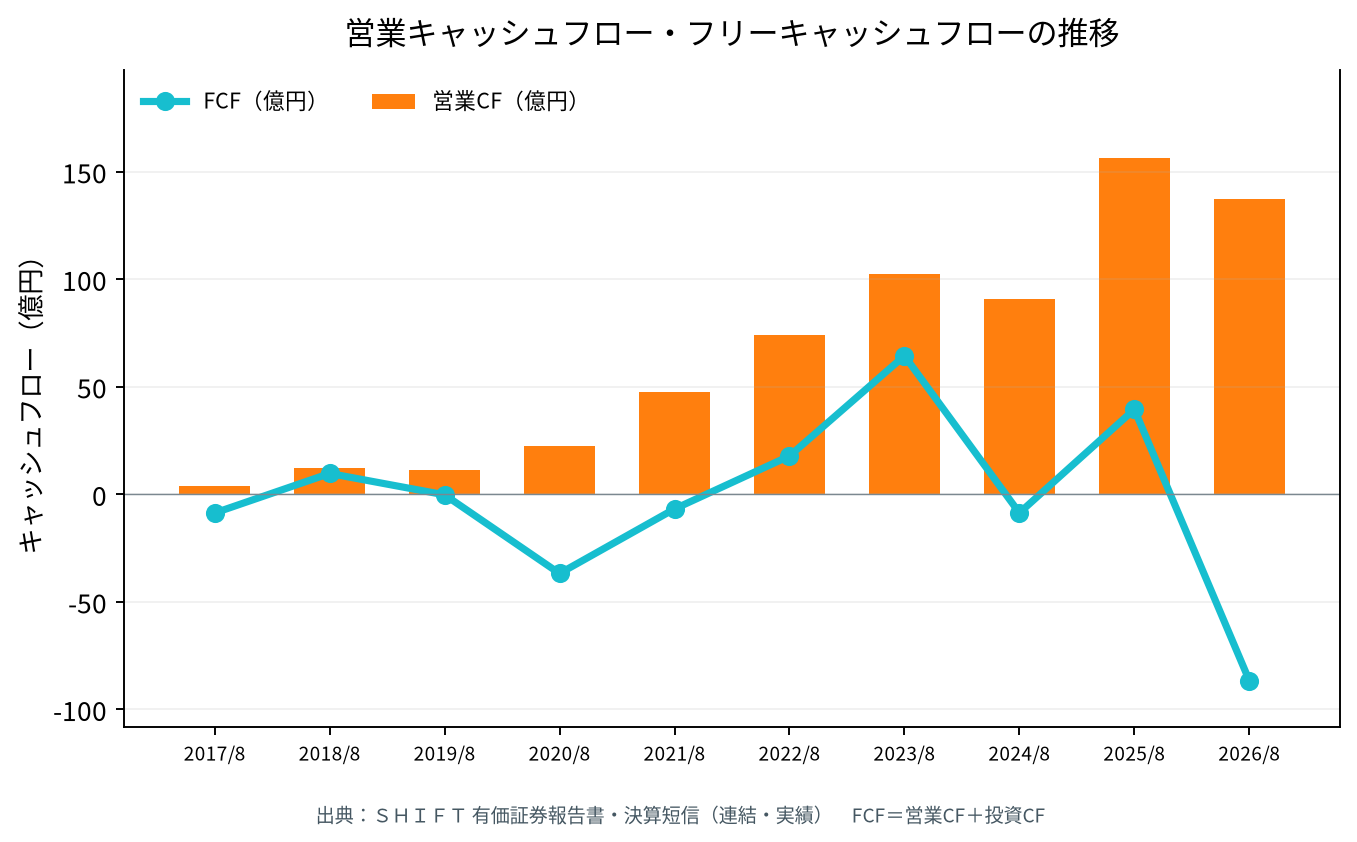 営業キャッシュフロー・フリーキャッシュフローの推移
FCF（億円） 営業CF（億円）
キャッシュフロー（億円）
150
100
50
0
-50
-100
2017/8 2018/8 2019/8 2020/8 2021/8 2022/8 2023/8 2024/8 2025/8 2026/8
出典：ＳＨＩＦＴ 有価証券報告書・決算短信（連結・実績） FCF＝営業CF＋投資CF